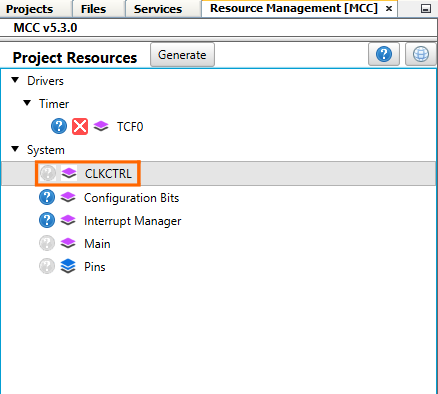 Projects Files Services Resource Management [MCC] ×
MCC v5.3.0
Project Resources Generate ?
Drivers
Timer
? TCF0
System
? CLKCTRL
? Configuration Bits
? Interrupt Manager
? Main
? Pins